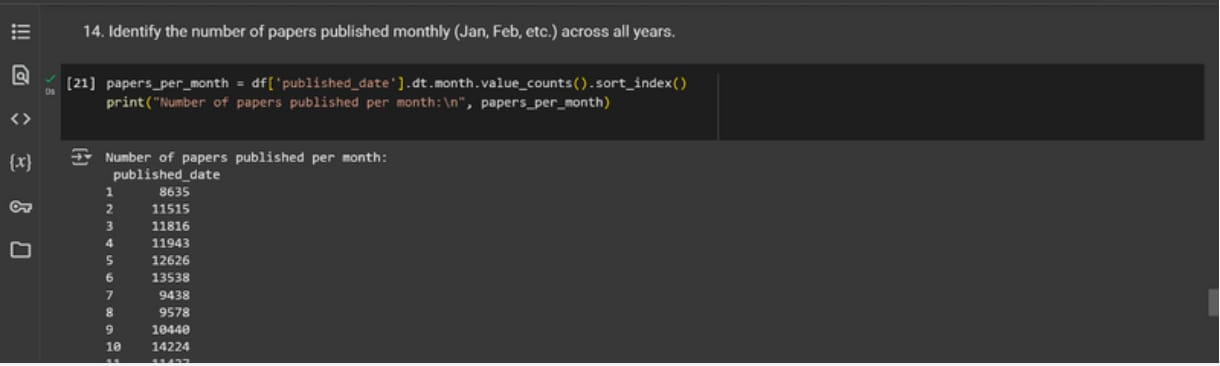 14. Identify the number of papers published monthly (Jan, Feb, etc.) across all years.
[21] papers_per_month = df['published_date'].dt.month.value_counts().sort_index()
0s
print("Number of papers published per month:\n", papers_per_month)
{x}
Number of papers published per month:
published_date
1 8635
2 11515
3 11816
4 11943
5 12626
6 13538
7 9438
8 9578
9 10440
10 14224